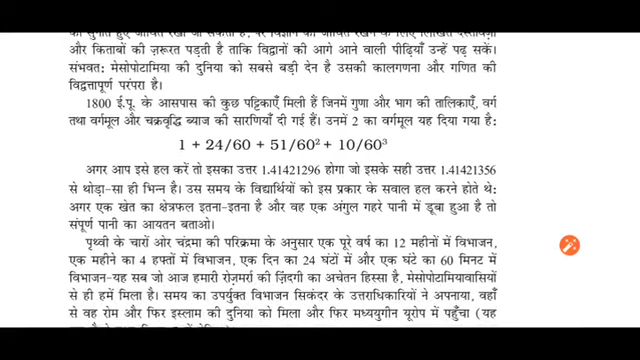 को सुनाते हुए जीवित रखा जा सकता है, पर विज्ञान को जीवित रखने के लिए लिखित दस्तावेज़ों
और किताबों की ज़रूरत पड़ती है ताकि विद्वानों की आगे आने वाली पीढ़ियाँ उन्हें पढ़ सकें।
संभवत: मेसोपोटामिया की दुनिया को सबसे बड़ी देन है उसकी कालगणना और गणित की
विद्वत्तापूर्ण परंपरा है।
1800 ई.पू. के आसपास की कुछ पट्टिकाएँ मिली हैं जिनमें गुणा और भाग की तालिकाएँ, वर्ग
तथा वर्गमूल और चक्रवृद्धि ब्याज की सारणियाँ दी गई हैं। उनमें 2 का वर्गमूल यह दिया गया है:
1 + 24/60 + 51/60² + 10/60³
अगर आप इसे हल करें तो इसका उत्तर 1.41421296 होगा जो इसके सही उत्तर 1.41421356
से थोड़ा-सा ही भिन्न है। उस समय के विद्यार्थियों को इस प्रकार के सवाल हल करने होते थे:
अगर एक खेत का क्षेत्रफल इतना-इतना है और वह एक अंगुल गहरे पानी में डूबा हुआ है तो
संपूर्ण पानी का आयतन बताओ।
पृथ्वी के चारों ओर चंद्रमा की परिक्रमा के अनुसार एक पूरे वर्ष का 12 महीनों में विभाजन,
एक महीने का 4 हफ्तों में विभाजन, एक दिन का 24 घंटों में और एक घंटे का 60 मिनट में
विभाजन-यह सब जो आज हमारी रोज़मर्रा की ज़िंदगी का अचेतन हिस्सा है, मेसोपोटामियावासियों
से ही हमें मिला है। समय का उपर्युक्त विभाजन सिकंदर के उत्तराधिकारियों ने अपनाया, वहाँ
से वह रोम और फिर इस्लाम की दुनिया को मिला और फिर मध्ययुगीन यूरोप में पहुँचा (यह